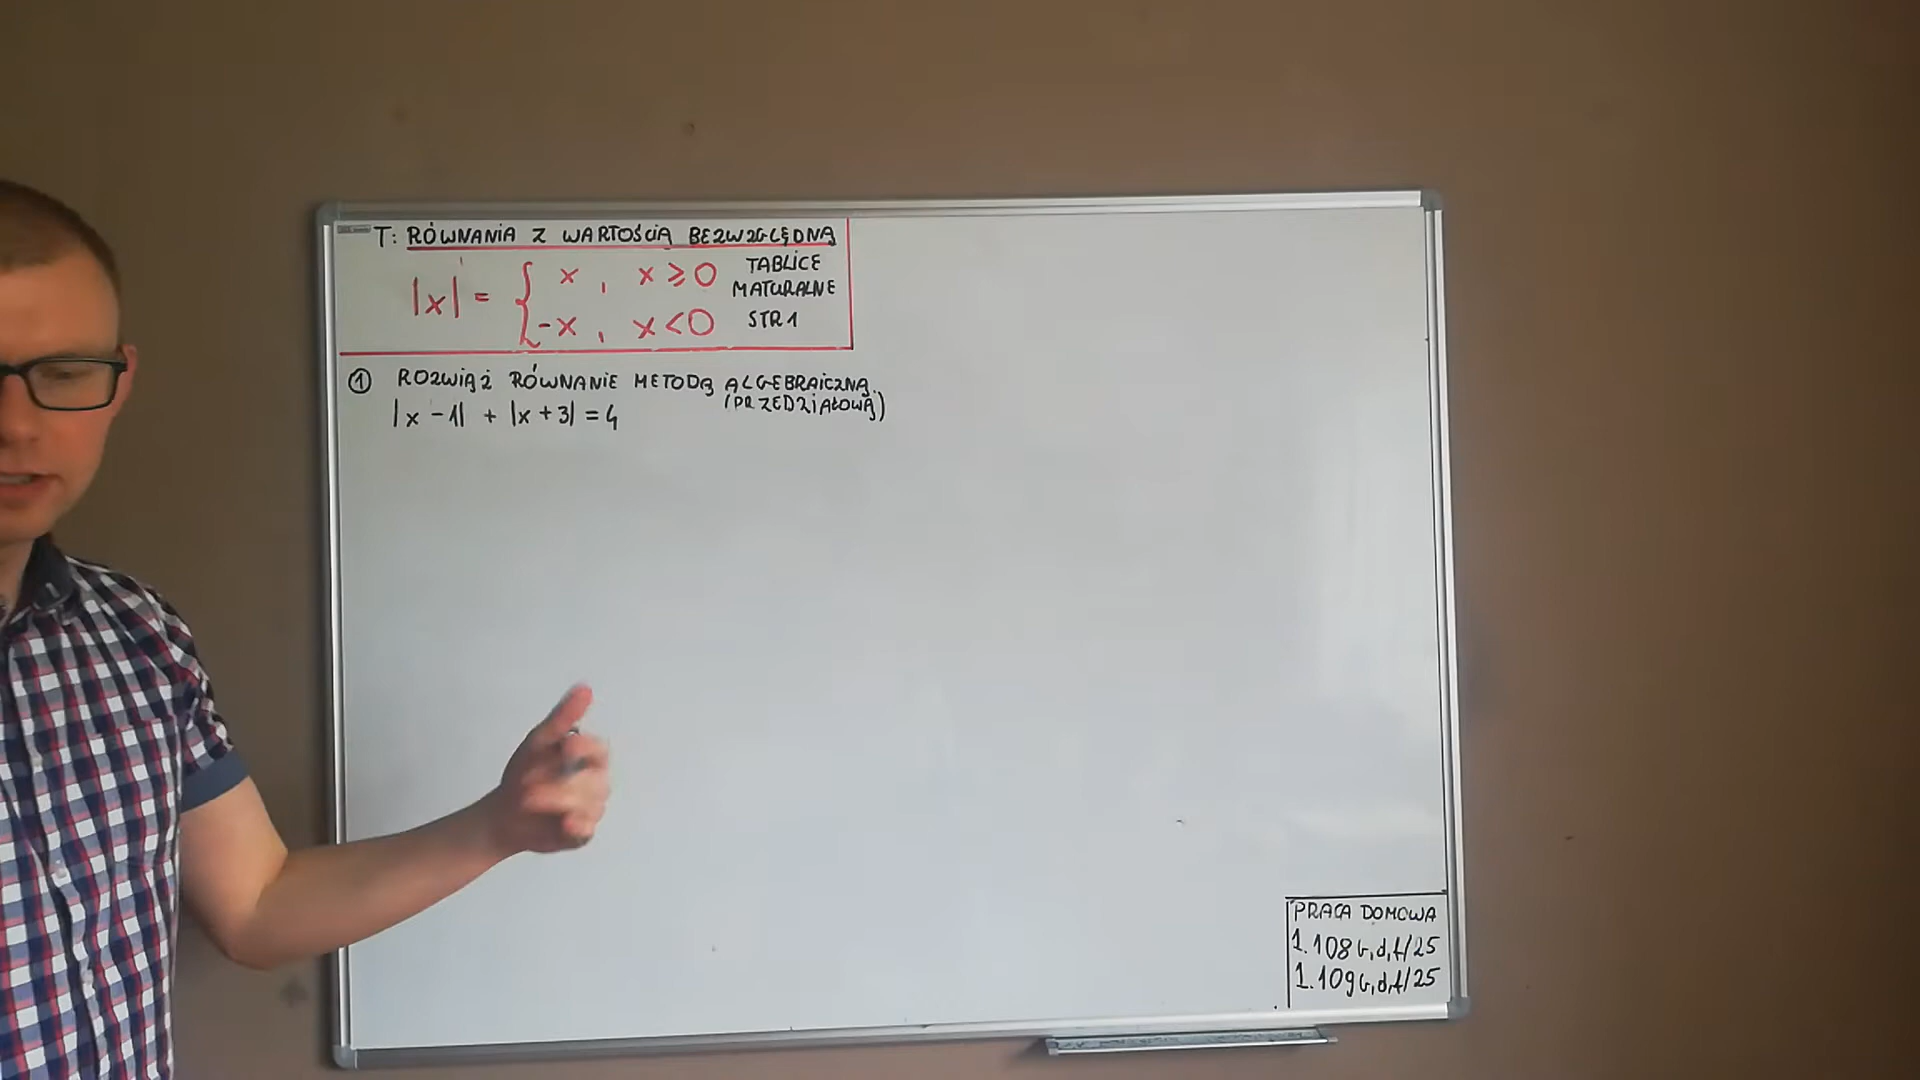 T: RÓWNANIA Z WARTOŚCIĄ BEZWZGLĘDNĄ
|x| = { x , x ≥ 0
-x , x < 0
TABLICE
MATURALNE
STR 1
① ROZWIĄŻ RÓWNANIE METODĄ ALGEBRAICZNĄ.
(PRZEDZIAŁOWĄ)
|x - 1| + |x + 3| = 4
PRACA DOMOWA
1.108 b,d,f/25
1.109 b,d,f/25